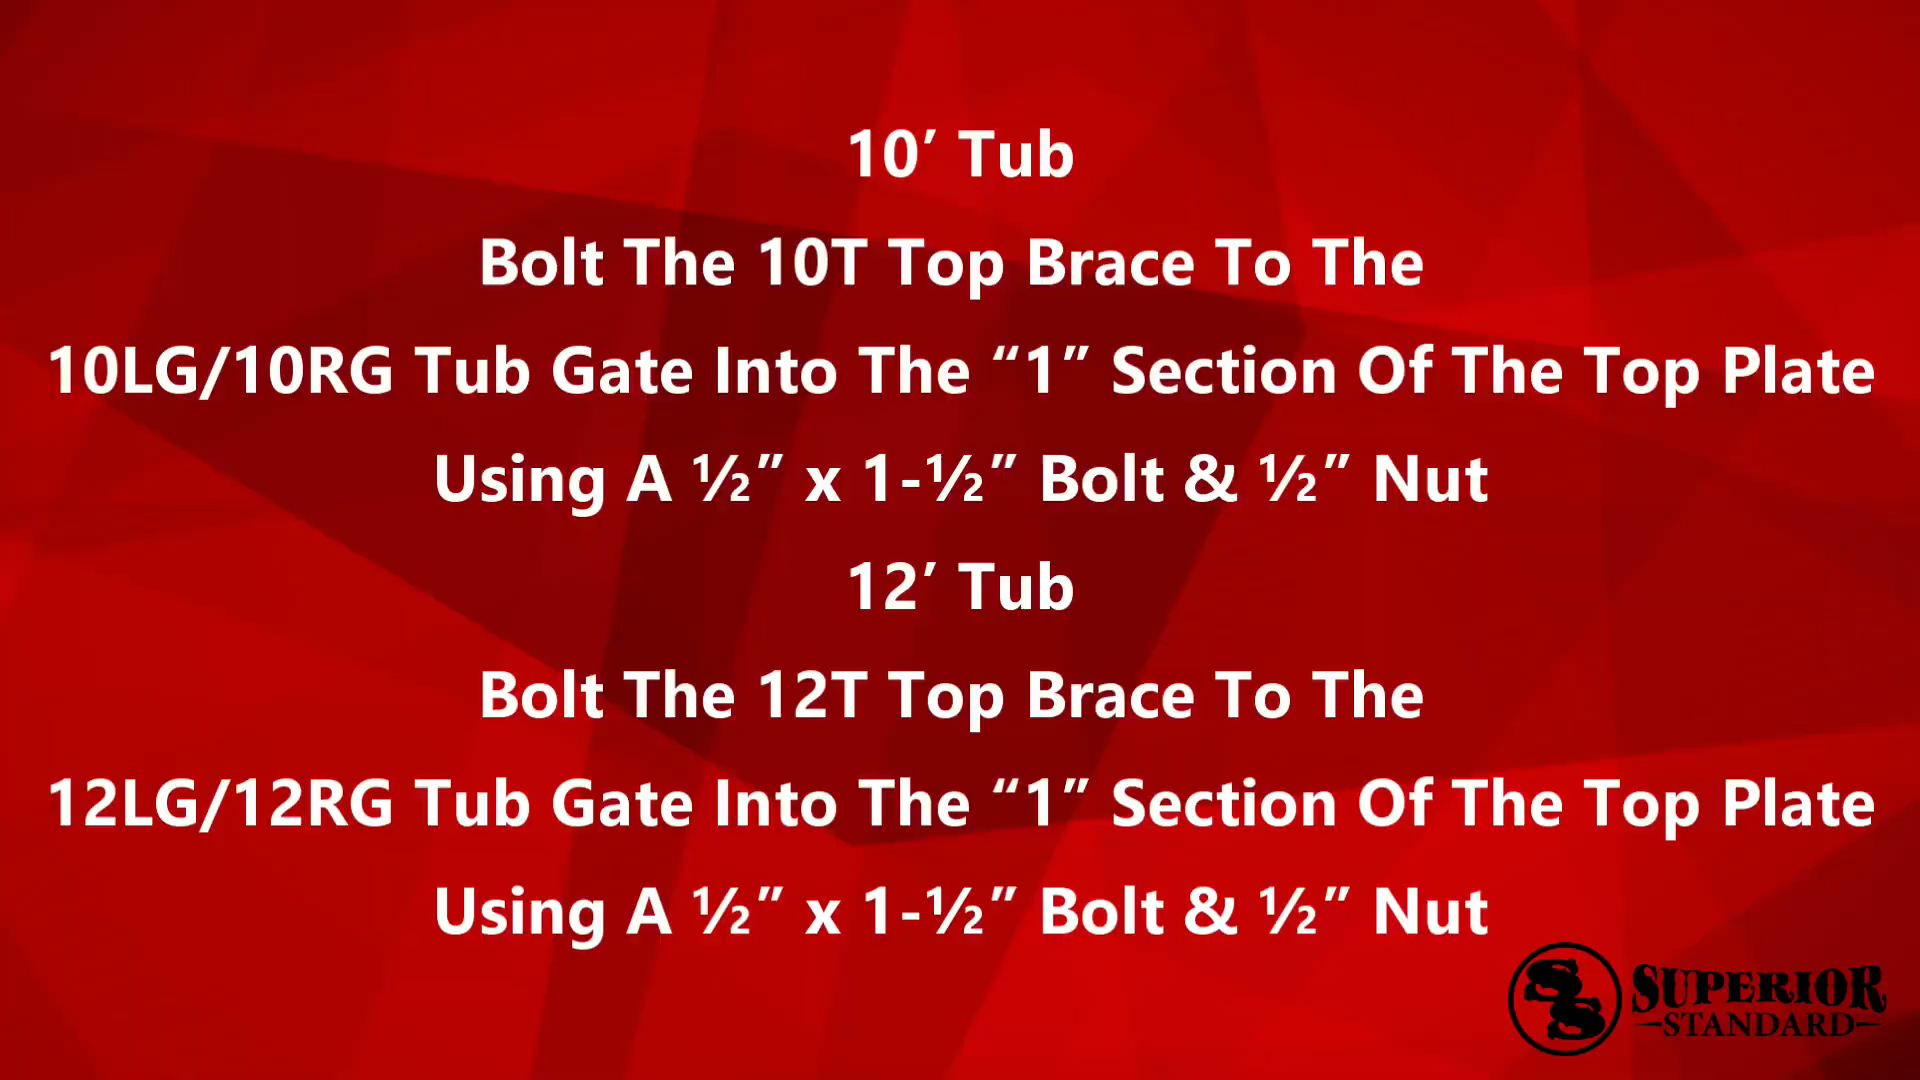 10′ Tub
Bolt The 10T Top Brace To The
10LG/10RG Tub Gate Into The “1” Section Of The Top Plate
Using A ½” x 1-½” Bolt & ½” Nut
12′ Tub
Bolt The 12T Top Brace To The
12LG/12RG Tub Gate Into The “1” Section Of The Top Plate
Using A ½” x 1-½” Bolt & ½” Nut
SS
SUPERIOR
STANDARD